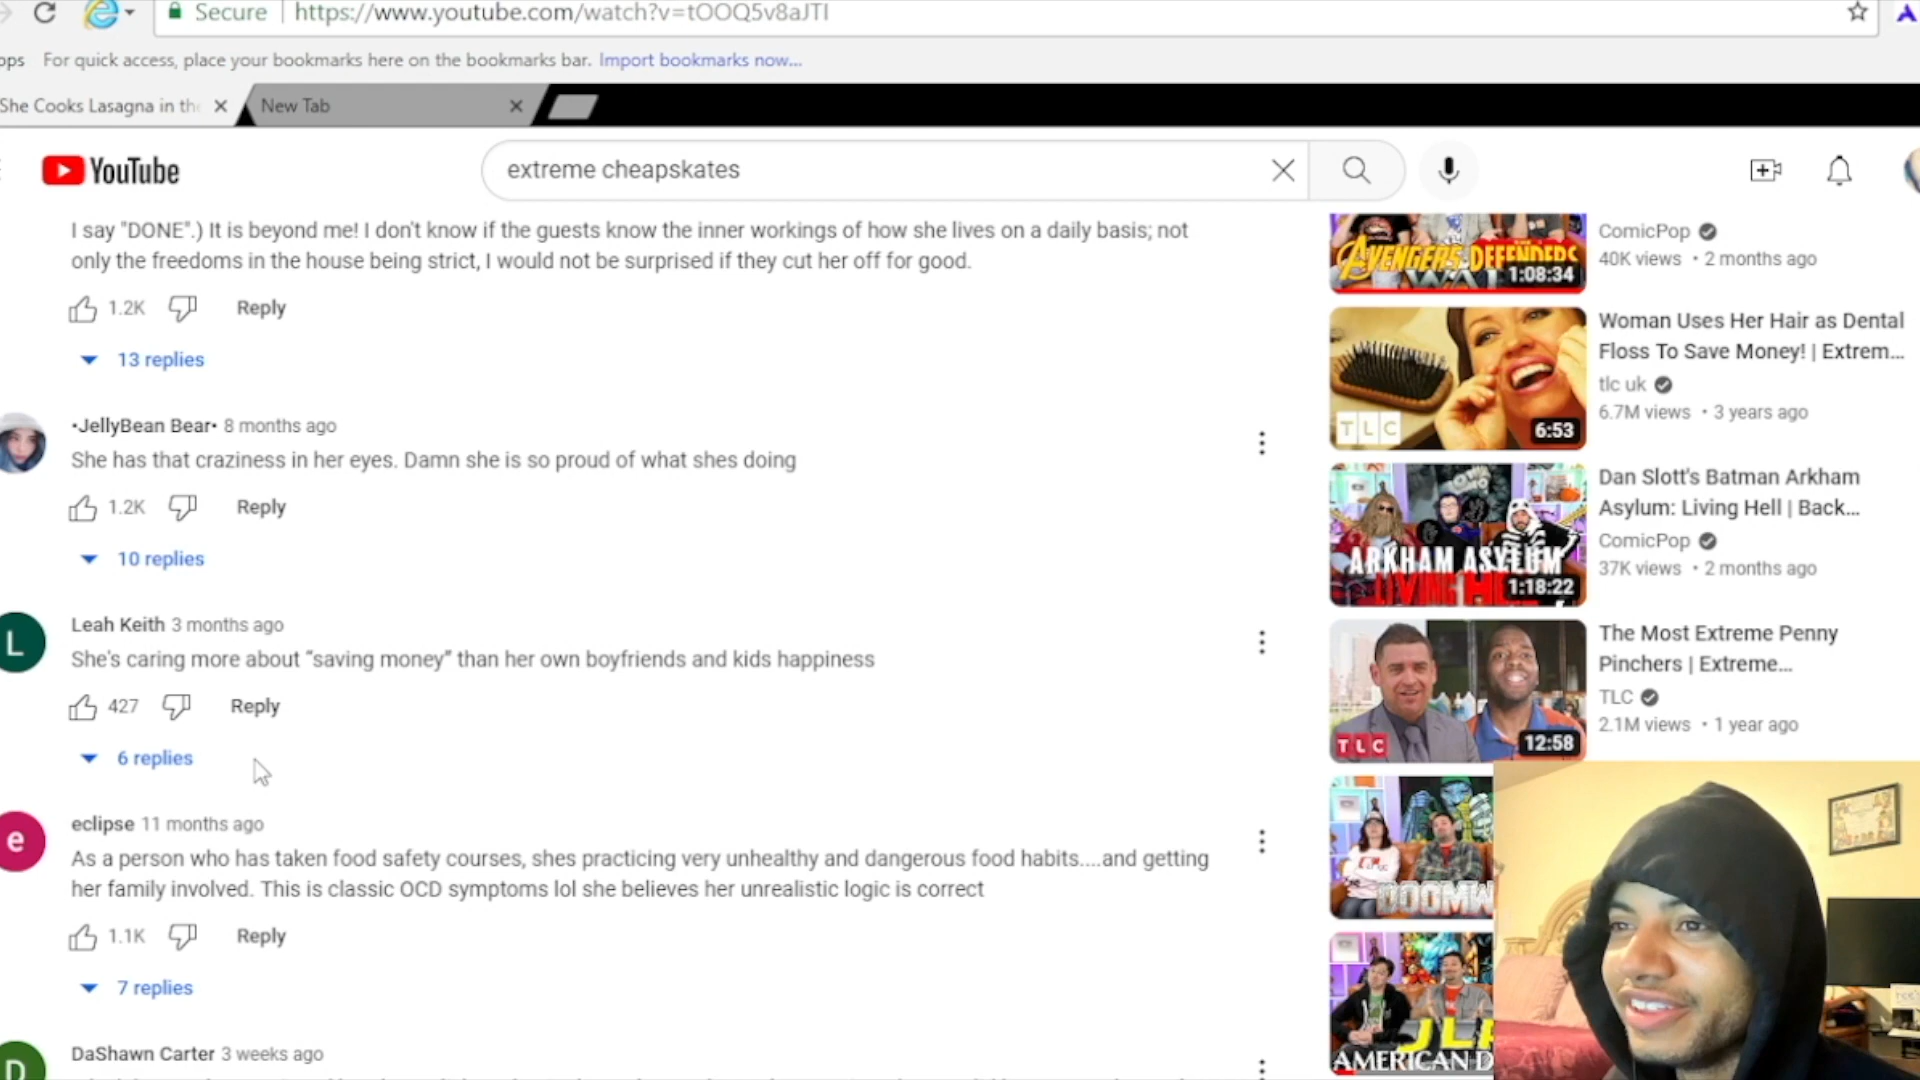 Secure
https://www.youtube.com/watch?v=tOOQ5v8aJTI
For quick access, place your bookmarks here on the bookmarks bar. Import bookmarks now...
She Cooks Lasagna in the
New Tab
YouTube
extreme cheapskates
I say "DONE".) It is beyond me! I don't know if the guests know the inner workings of how she lives on a daily basis; not
only the freedoms in the house being strict, I would not be surprised if they cut her off for good.
1.2K Reply
13 replies
•JellyBean Bear• 8 months ago
She has that craziness in her eyes. Damn she is so proud of what shes doing
1.2K Reply
10 replies
L
Leah Keith 3 months ago
She's caring more about “saving money” than her own boyfriends and kids happiness
427 Reply
6 replies
e
eclipse 11 months ago
As a person who has taken food safety courses, shes practicing very unhealthy and dangerous food habits....and getting
her family involved. This is classic OCD symptoms lol she believes her unrealistic logic is correct
1.1K Reply
7 replies
D
DaShawn Carter 3 weeks ago
AVENGERS DEFENDERS
WAR
1:08:34
ComicPop
40K views • 2 months ago
TLC
6:53
Woman Uses Her Hair as Dental
Floss To Save Money! | Extrem...
tlc uk
6.7M views • 3 years ago
ARKHAM ASYLUM
LIVING HELL
1:18:22
Dan Slott's Batman Arkham
Asylum: Living Hell | Back...
ComicPop
37K views • 2 months ago
TLC
12:58
The Most Extreme Penny
Pinchers | Extreme...
TLC
2.1M views • 1 year ago
DOOMW
JL
AMERICAN D